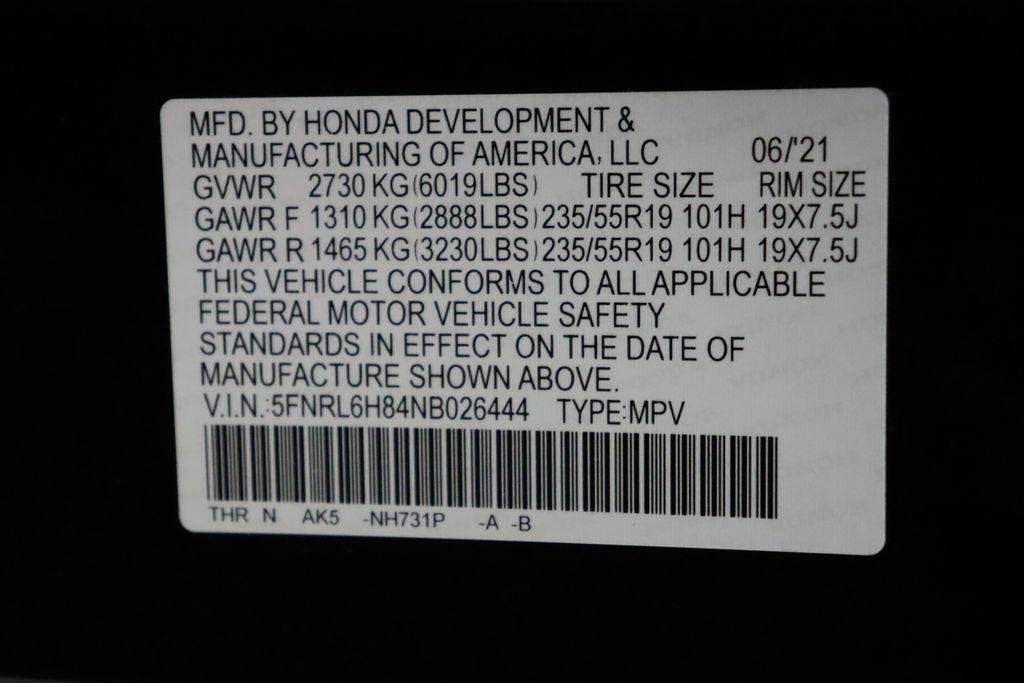 MFD. BY HONDA DEVELOPMENT &
MANUFACTURING OF AMERICA, LLC 06/'21
GVWR 2730 KG(6019LBS) TIRE SIZE RIM SIZE
GAWR F 1310 KG(2888LBS) 235/55R19 101H 19X7.5J
GAWR R 1465 KG(3230LBS) 235/55R19 101H 19X7.5J
THIS VEHICLE CONFORMS TO ALL APPLICABLE
FEDERAL MOTOR VEHICLE SAFETY
STANDARDS IN EFFECT ON THE DATE OF
MANUFACTURE SHOWN ABOVE.
V.I.N.:5FNRL6H84NB026444 TYPE:MPV
THR N AK5 -NH731P -A -B